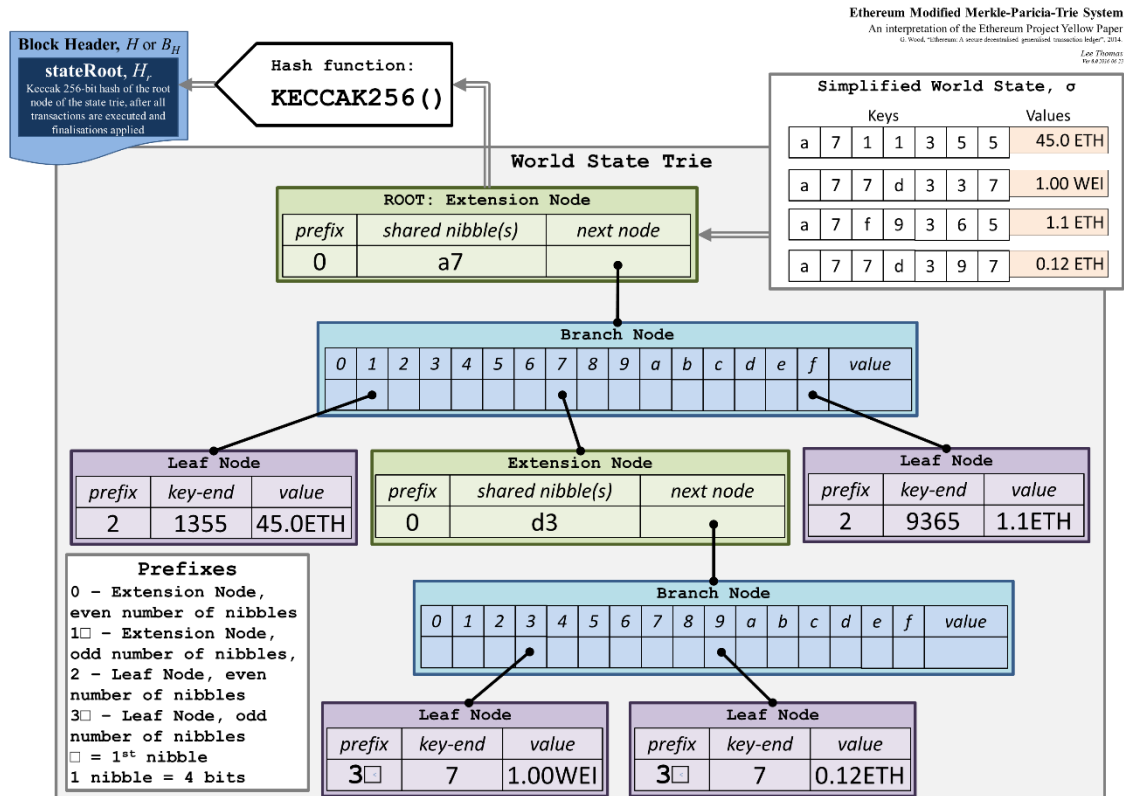 Ethereum Modified Merkle-Paricia-Trie System
An interpretation of the Ethereum Project Yellow Paper
G. Wood, "Ethereum: A secure decentralised generalised transaction ledger", 2014.
Lee Thomas
Block Header, H or B_H
stateRoot, H_r
Keccak 256-bit hash of the root
node of the state trie, after all
transactions are executed and
finalisations applied
Hash function:
KECCAK256()
Simplified World State, σ
Keys Values
a 7 1 1 3 5 5 45.0 ETH
a 7 7 d 3 3 7 1.00 WEI
a 7 f 9 3 6 5 1.1 ETH
a 7 7 d 3 9 7 0.12 ETH
World State Trie
ROOT: Extension Node
prefix shared nibble(s) next node
0 a7
Branch Node
0 1 2 3 4 5 6 7 8 9 a b c d e f value
Leaf Node
prefix key-end value
2 1355 45.0ETH
Extension Node
prefix shared nibble(s) next node
0 d3
Leaf Node
prefix key-end value
2 9365 1.1ETH
Prefixes
0 – Extension Node,
even number of nibbles
1□ – Extension Node,
odd number of nibbles,
2 – Leaf Node, even
number of nibbles
3□ – Leaf Node, odd
number of nibbles
□ = 1st nibble
1 nibble = 4 bits
Branch Node
0 1 2 3 4 5 6 7 8 9 a b c d e f value
Leaf Node
prefix key-end value
3□ 7 1.00WEI
Leaf Node
prefix key-end value
3□ 7 0.12ETH